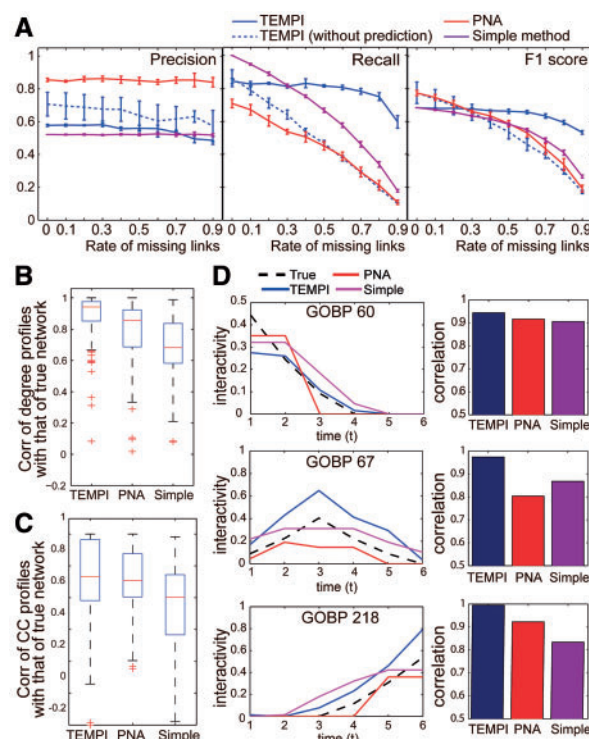 A
TEMPI
PNA
TEMPI (without prediction)
Simple method
Precision
Recall
F1 score
1
0.8
0.6
0.4
0.2
0
0 0.1 0.3 0.5 0.7 0.9
0 0.1 0.3 0.5 0.7 0.9
0 0.1 0.3 0.5 0.7 0.9
Rate of missing links
Rate of missing links
Rate of missing links
B
Corr of degree profiles
with that of true network
1
0.8
0.6
0.4
0.2
0
−0.2
TEMPI PNA Simple
C
Corr of CC profiles
with that of true network
1
0.8
0.6
0.4
0.2
0
-0.2
TEMPI PNA Simple
D
True
PNA
TEMPI
Simple
GOBP 60
interactivity
0.5
0.4
0.3
0.2
0.1
0
1 2 3 4 5 6
time (t)
correlation
1
0.9
0.8
0.7
0.6
0.5
TEMPI PNA Simple
GOBP 67
interactivity
1
0.8
0.6
0.4
0.2
0
1 2 3 4 5 6
time (t)
correlation
1
0.9
0.8
0.7
0.6
0.5
TEMPI PNA Simple
GOBP 218
interactivity
1
0.8
0.6
0.4
0.2
0
1 2 3 4 5 6
time (t)
correlation
1
0.9
0.8
0.7
0.6
0.5
TEMPI PNA Simple